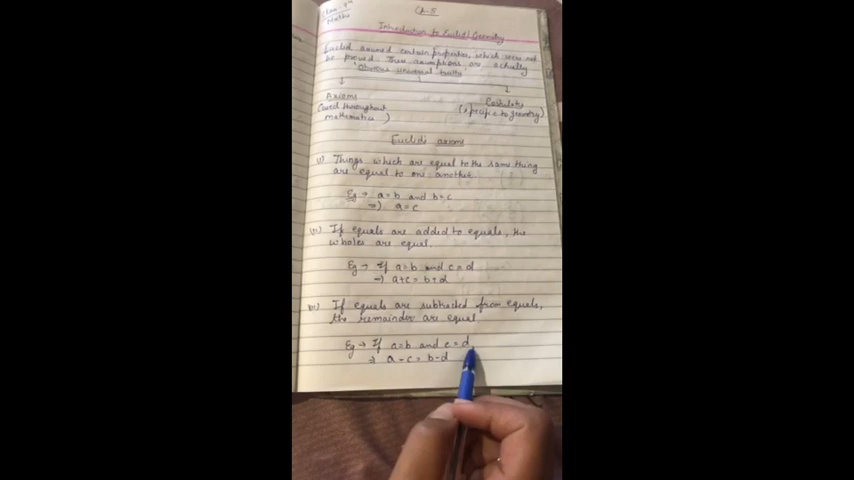 Class-9th
Maths
Ch-5
Introduction to Euclid Geometry
Euclid assumed certain properties, which were not
be proved. These assumptions are actually
'Obvious universal truths'
Axioms
(used throughout
mathematics)
Postulate
(specific to geometry)
Euclid's axioms
(i) Things which are equal to the same thing
are equal to one another.
Eg → a = b and b = c
⇒ a = c
(ii) If equals are added to equals, the
wholes are equal.
Eg → If a = b and c = d
⇒ a + c = b + d
(iii) If equals are subtracted from equals,
the remainder are equal.
Eg → If a = b and c = d
⇒ a - c = b - d